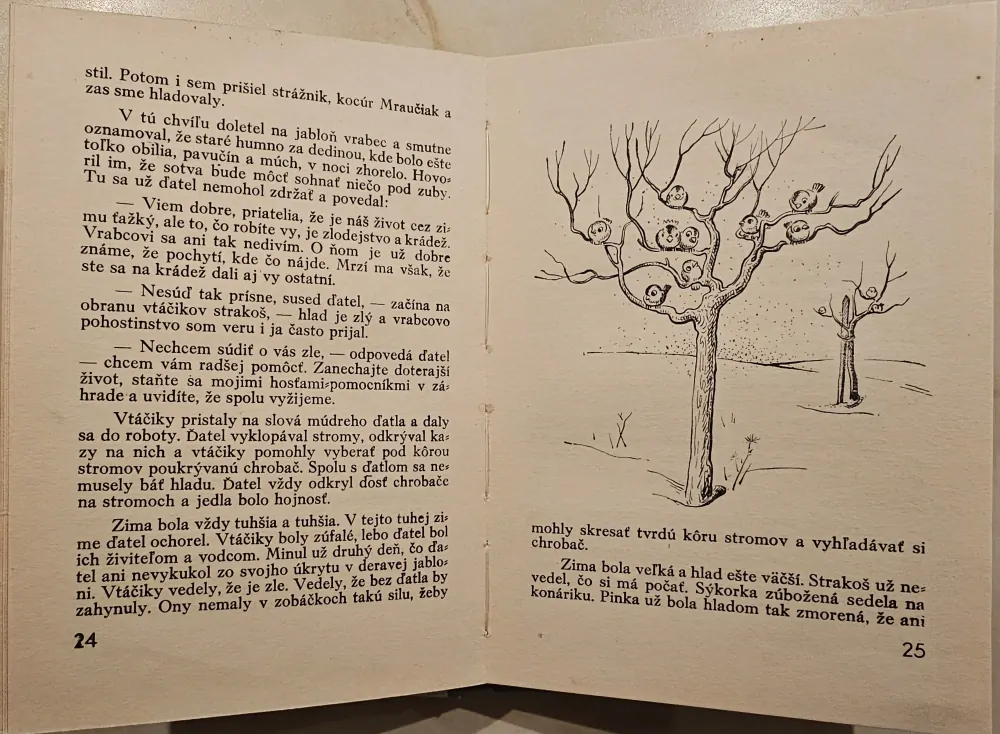 stil. Potom i sem prišiel strážnik, kocúr Mraučiak a
zas sme hladovaly.
V tú chvíľu doletel na jabloň vrabec a smutne
oznamoval, že staré humno za dedinou, kde bolo ešte
toľko obilia, pavučín a múch, v noci zhorelo. Hovo⸗
ril im, že sotva bude môcť sohnať niečo pod zuby.
Tu sa už ďatel nemohol zdržať a povedal:
— Viem dobre, priatelia, že je náš život cez zi⸗
mu ťažký, ale to, čo robíte vy, je zlodejstvo a krádež.
Vrabcovi sa ani tak nedivím. O ňom je už dobre
známe, že pochytí, kde čo nájde. Mrzí ma však, že
ste sa na krádež dali aj vy ostatní.
— Nesúď tak prísne, sused ďatel, — začína na
obranu vtáčikov strakoš, — hlad je zlý a vrabcovo
pohostinstvo som veru i ja často prijal.
— Nechcem súdiť o vás zle, — odpovedá ďatel
— chcem vám radšej pomôcť. Zanechajte doterajší
život, staňte sa mojimi hosťami⸗pomocníkmi v zá⸗
hrade a uvidíte, že spolu vyžijeme.
Vtáčiky pristaly na slová múdreho ďatla a daly
sa do roboty. Ďatel vyklopával stromy, odkrýval ka⸗
zy na nich a vtáčiky pomohly vyberať pod kôrou
stromov poukrývanú chrobač. Spolu s ďatlom sa ne⸗
musely báť hladu. Ďatel vždy odkryl dosť chrobače
na stromoch a jedla bolo hojnosť.
Zima bola vždy tuhšia a tuhšia. V tejto tuhej zi⸗
me ďatel ochorel. Vtáčiky boly zúfalé, lebo ďatel bol
ich živiteľom a vodcom. Minul už druhý deň, čo ďa⸗
tel ani nevykukol zo svojho úkrytu v deravej jablo⸗
ni. Vtáčiky vedely, že je zle. Vedely, že bez ďatla by
zahynuly. Ony nemaly v zobáčkoch takú silu, žeby
24
mohly skresať tvrdú kôru stromov a vyhľadávať si
chrobač.
Zima bola veľká a hlad ešte väčší. Strakoš už ne⸗
vedel, čo si má počať. Sýkorka zúbožená sedela na
konáriku. Pinka už bola hladom tak zmorená, že ani
25